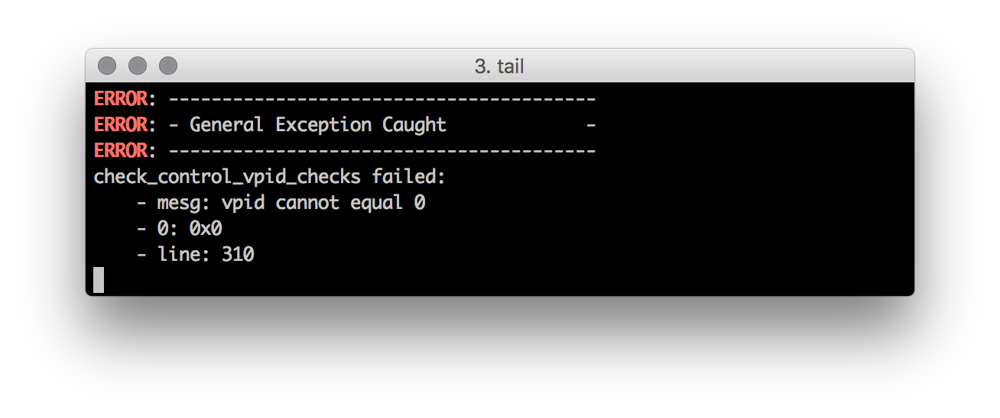 3. tail
ERROR: ----------------------------------------
ERROR: - General Exception Caught             -
ERROR: ----------------------------------------
check_control_vpid_checks failed:
    - mesg: vpid cannot equal 0
    - 0: 0x0
    - line: 310